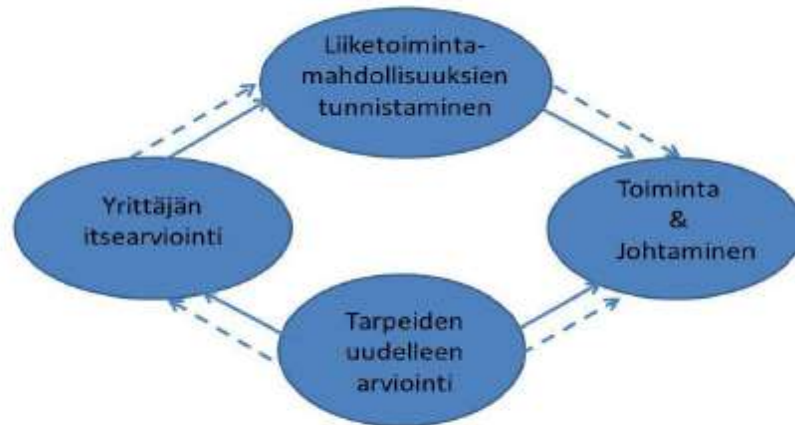 Liiketoiminta-
mahdollisuuksien
tunnistaminen
Yrittäjän
itsearviointi
Toiminta
&
Johtaminen
Tarpeiden
uudelleen
arviointi